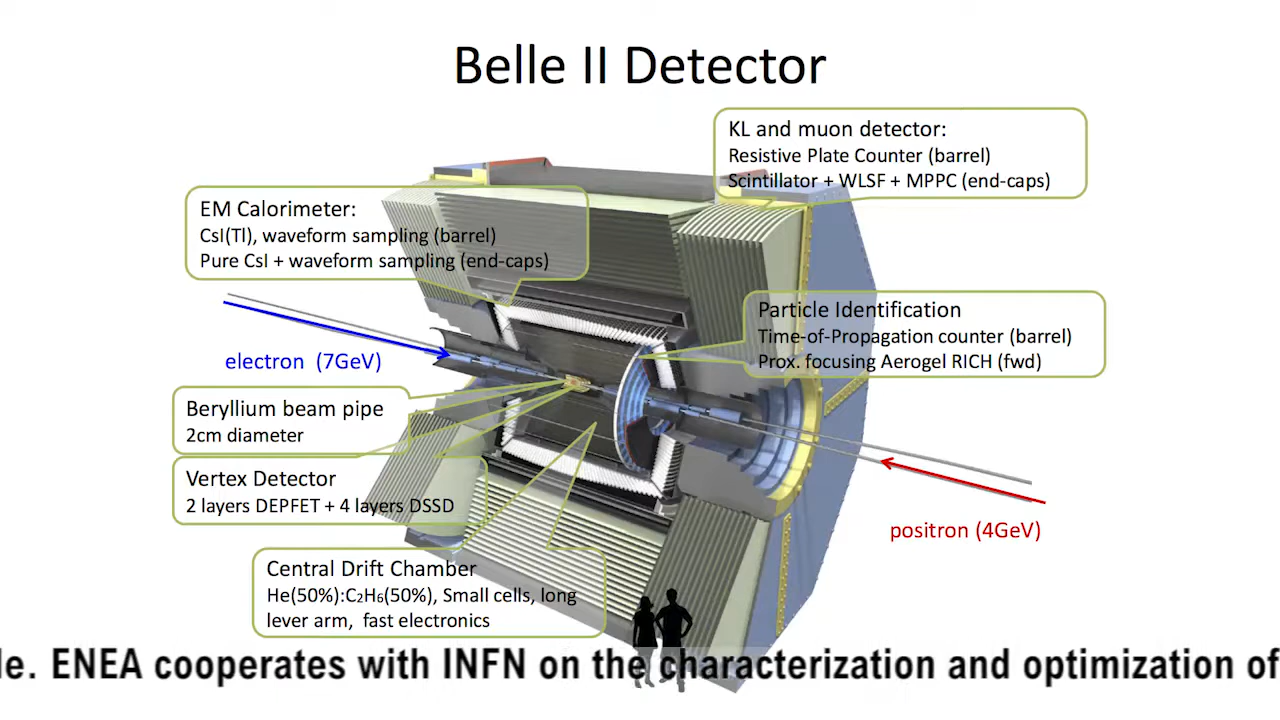 Belle II Detector
KL and muon detector:
Resistive Plate Counter (barrel)
Scintillator + WLSF + MPPC (end-caps)
EM Calorimeter:
CsI(Tl), waveform sampling (barrel)
Pure CsI + waveform sampling (end-caps)
Particle Identification
Time-of-Propagation counter (barrel)
Prox. focusing Aerogel RICH (fwd)
electron (7GeV)
Beryllium beam pipe
2cm diameter
Vertex Detector
2 layers DEPFET + 4 layers DSSD
positron (4GeV)
Central Drift Chamber
He(50%):C₂H₆(50%), Small cells, long
lever arm, fast electronics
ENEA cooperates with INFN on the characterization and optimization of